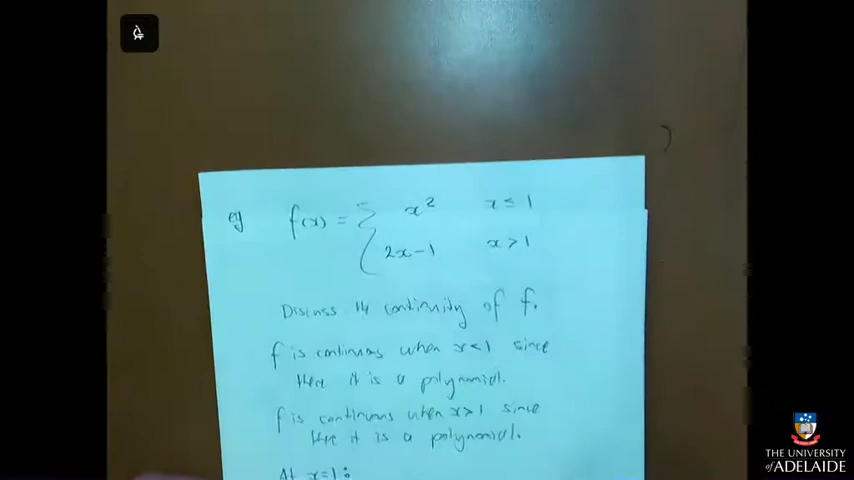 eg f(x) = { x² x ≤ 1
2x-1 x > 1
Discuss the continuity of f.
f is continuous when x<1 since
there it is a polynomial.
f is continuous when x>1 since
there it is a polynomial.
At x=1:
THE UNIVERSITY
of ADELAIDE